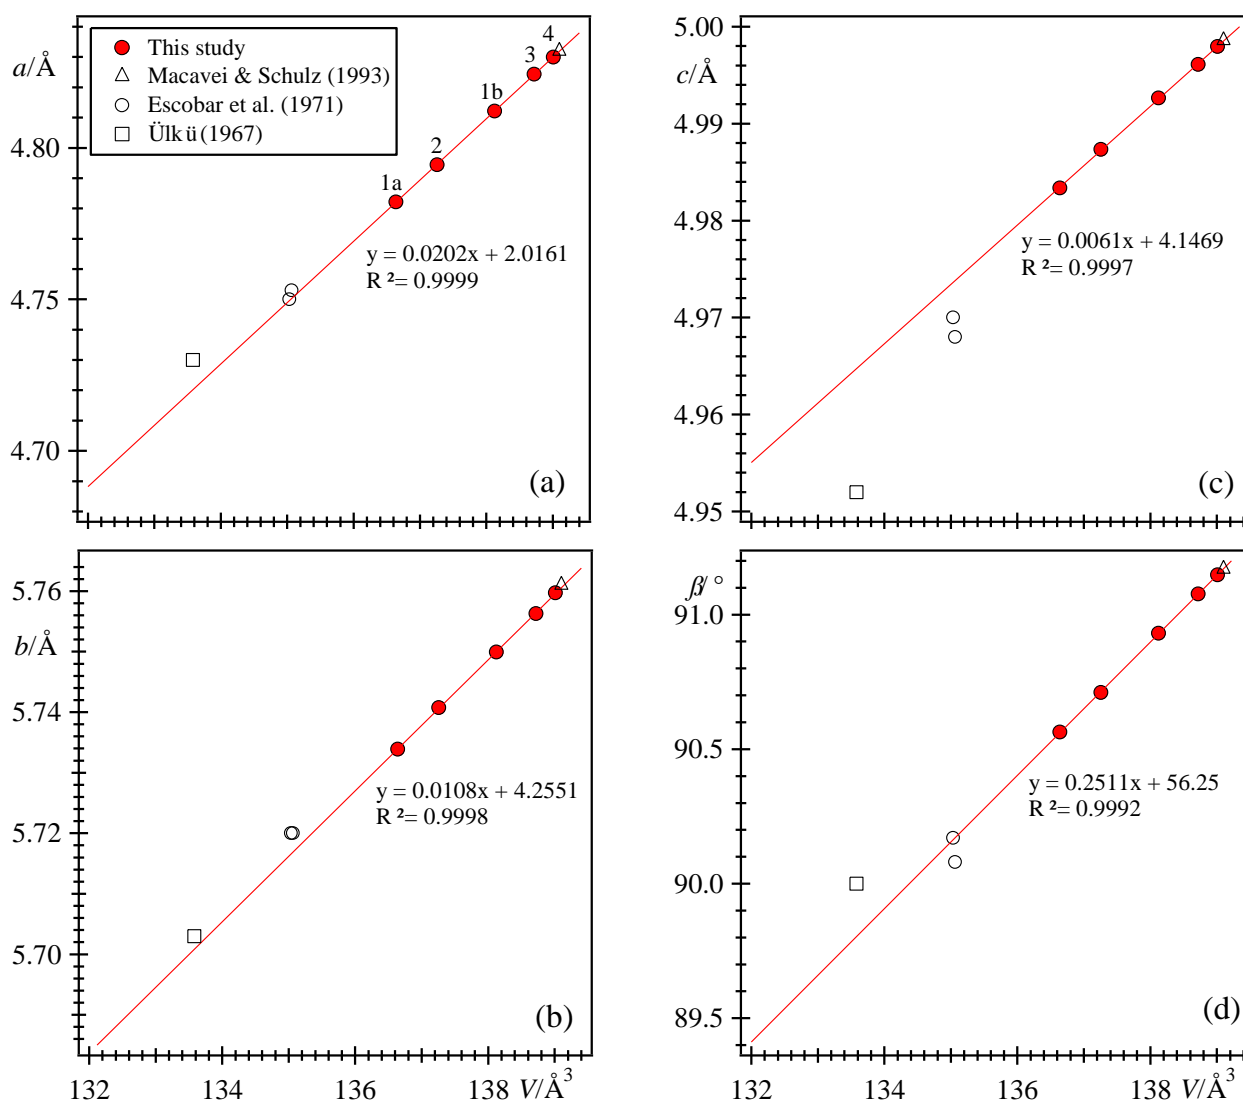 a/Å
4.80
4.75
4.70
This study
Macavei & Schulz (1993)
Escobar et al. (1971)
Ülkü (1967)
1a
2
1b
3
4
y = 0.0202x + 2.0161
R ²= 0.9999
(a)
5.00
c/Å
4.99
4.98
4.97
4.96
4.95
y = 0.0061x + 4.1469
R ²= 0.9997
(c)
5.76
b/Å
5.74
5.72
5.70
y = 0.0108x + 4.2551
R ²= 0.9998
(b)
132 134 136 138 V/Å³
β/°
91.0
90.5
90.0
89.5
y = 0.2511x + 56.25
R ²= 0.9992
(d)
132 134 136 138 V/Å³